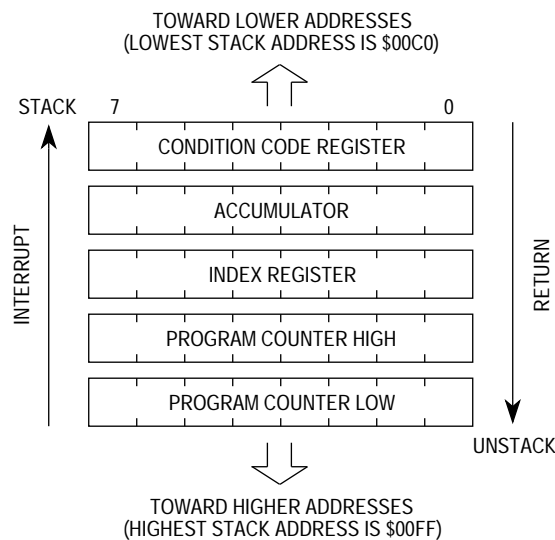 TOWARD LOWER ADDRESSES
(LOWEST STACK ADDRESS IS $00C0)
STACK
7
0
CONDITION CODE REGISTER
ACCUMULATOR
INDEX REGISTER
PROGRAM COUNTER HIGH
PROGRAM COUNTER LOW
INTERRUPT
RETURN
UNSTACK
TOWARD HIGHER ADDRESSES
(HIGHEST STACK ADDRESS IS $00FF)